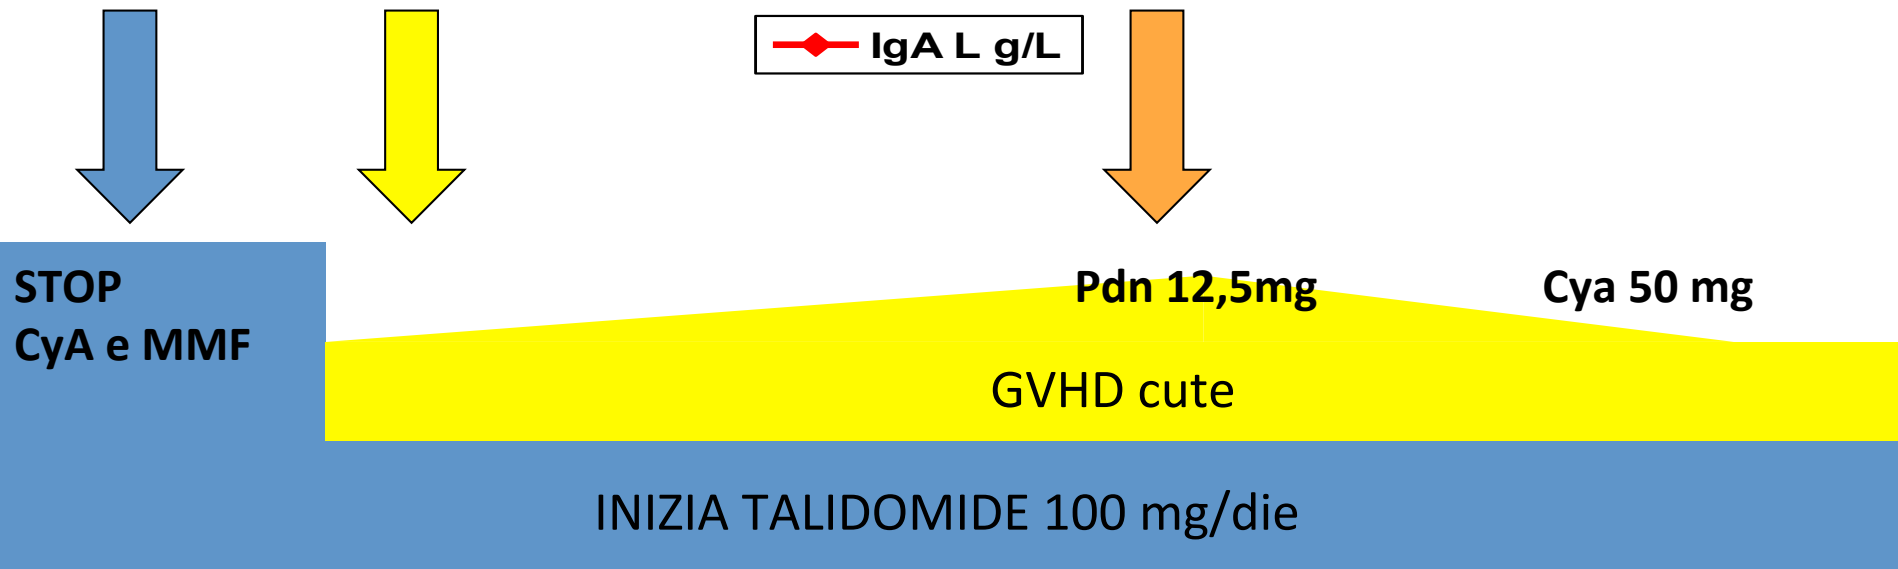 IgA L g/L
STOP
CyA e MMF
Pdn 12,5mg
Cya 50 mg
GVHD cute
INIZIA TALIDOMIDE 100 mg/die